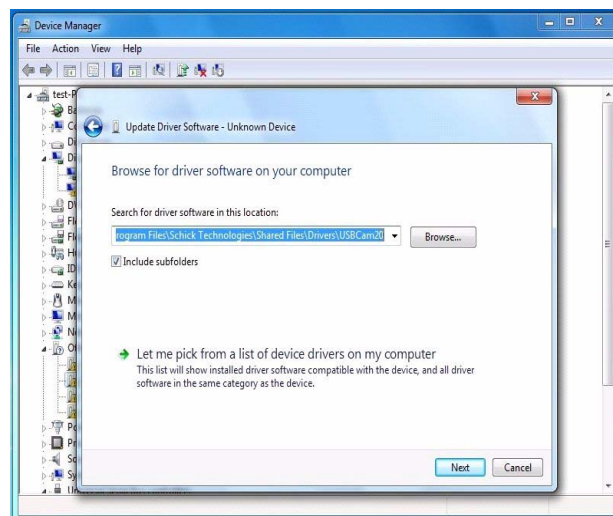 Device Manager
File Action View Help
test-P
Update Driver Software - Unknown Device
Browse for driver software on your computer
Search for driver software in this location:
rogram Files\Schick Technologies\Shared Files\Drivers\USBCam20
Browse...
Include subfolders
Let me pick from a list of device drivers on my computer
This list will show installed driver software compatible with the device, and all driver
software in the same category as the device.
Next Cancel